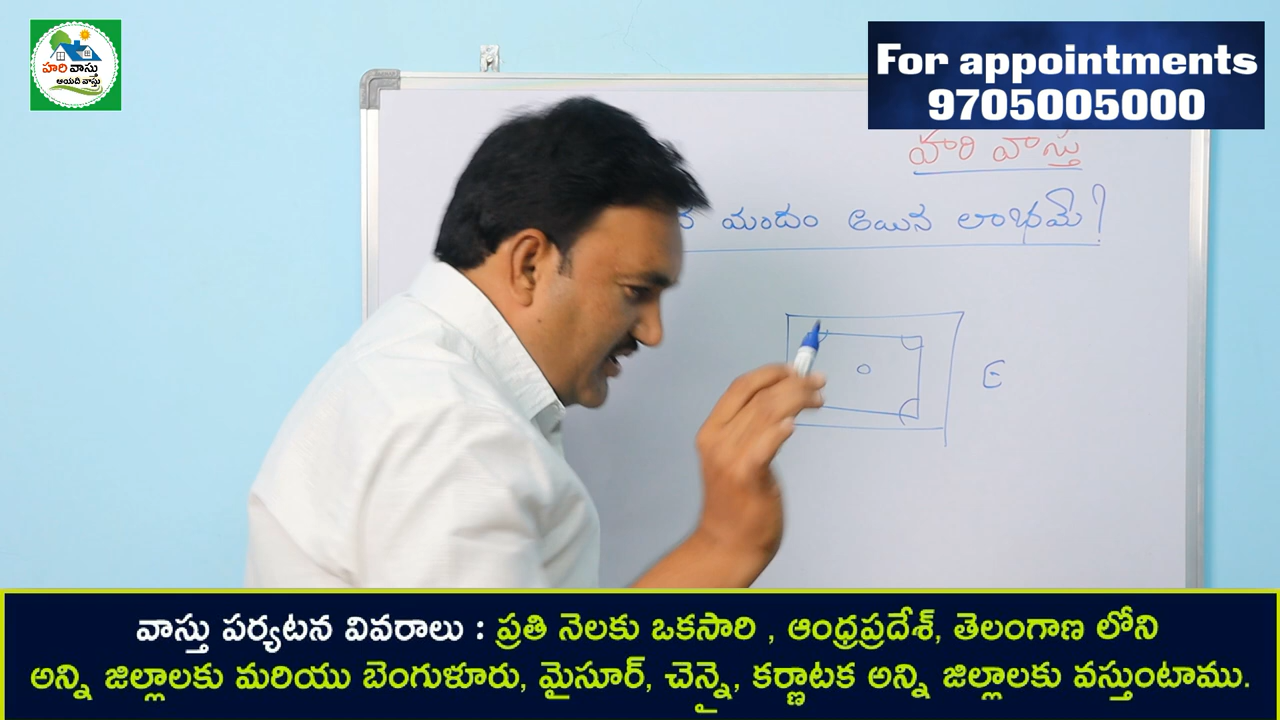 హరి వాస్తు
ఆయాది వాస్తు
For appointments
9705005000
హరి వాస్తు
మందం అయిన లాభమే?
E
వాస్తు పర్యటన వివరాలు : ప్రతి నెలకు ఒకసారి , ఆంధ్రప్రదేశ్, తెలంగాణ లోని
అన్ని జిల్లాలకు మరియు బెంగుళూరు, మైసూర్, చెన్నై, కర్ణాటక అన్ని జిల్లాలకు వస్తుంటాము.